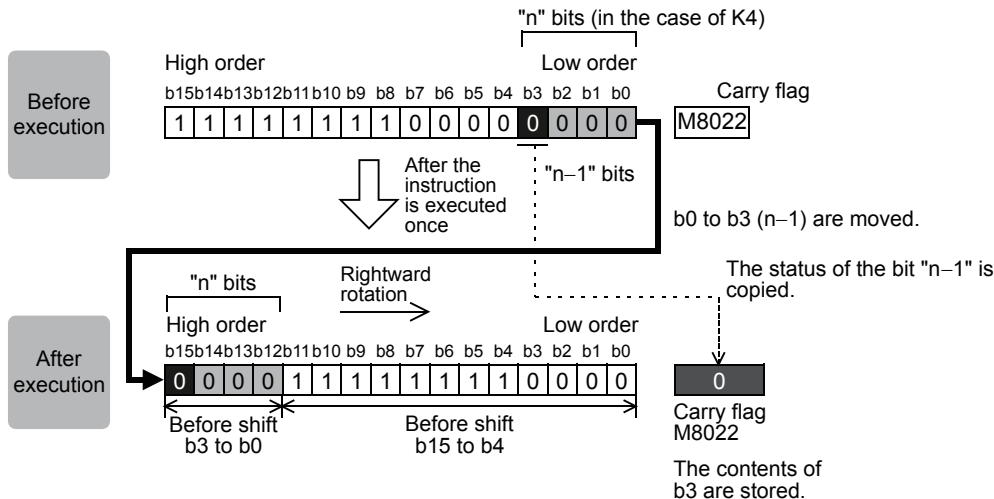 "n" bits (in the case of K4)
Before
execution
High order
Low order
b15 b14 b13 b12 b11 b10 b9 b8 b7 b6 b5 b4 b3 b2 b1 b0
Carry flag
1 1 1 1 1 1 1 1 0 0 0 0 0 0 0 0
M8022
After the
instruction
is executed
once
"n−1" bits
b0 to b3 (n−1) are moved.
"n" bits
Rightward
rotation
The status of the bit "n−1" is
copied.
After
execution
High order
Low order
b15 b14 b13 b12 b11 b10 b9 b8 b7 b6 b5 b4 b3 b2 b1 b0
0 0 0 0 1 1 1 1 1 1 1 1 0 0 0 0
0
Before shift
b3 to b0
Before shift
b15 to b4
Carry flag
M8022
The contents of
b3 are stored.